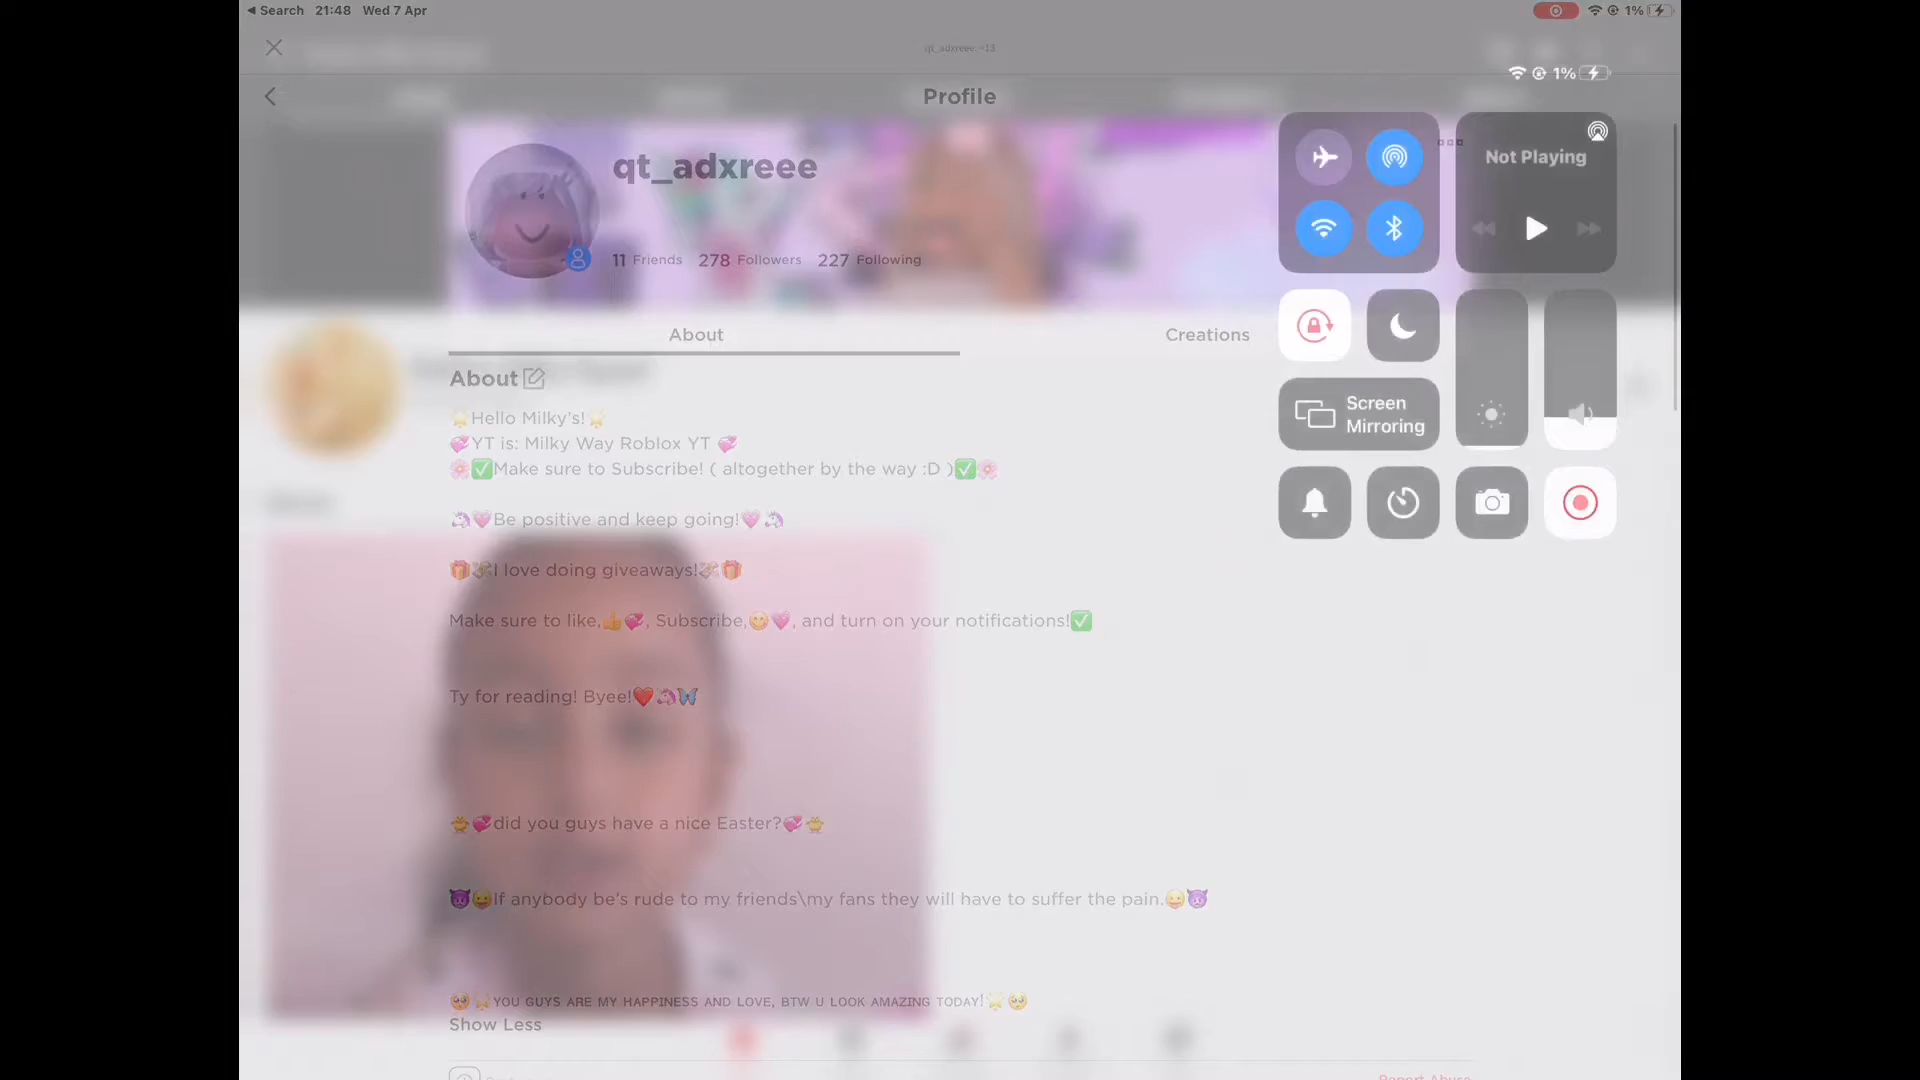 Search 21:48 Wed 7 Apr 1%
qt_adxreee: <13
1%
Profile
qt_adxreee
Not Playing
11 Friends 278 Followers 227 Following
About Creations
About
Hello Milky's!
YT is: Milky Way Roblox YT
Make sure to Subscribe! ( altogether by the way :D )
Screen
Mirroring
Be positive and keep going!
I love doing giveaways!
Make sure to like, , Subscribe, , and turn on your notifications!
Ty for reading! Byee!
did you guys have a nice Easter?
If anybody be's rude to my friends\my fans they will have to suffer the pain.
YOU GUYS ARE MY HAPPINESS AND LOVE, BTW U LOOK AMAZING TODAY!
Show Less
Report Abuse